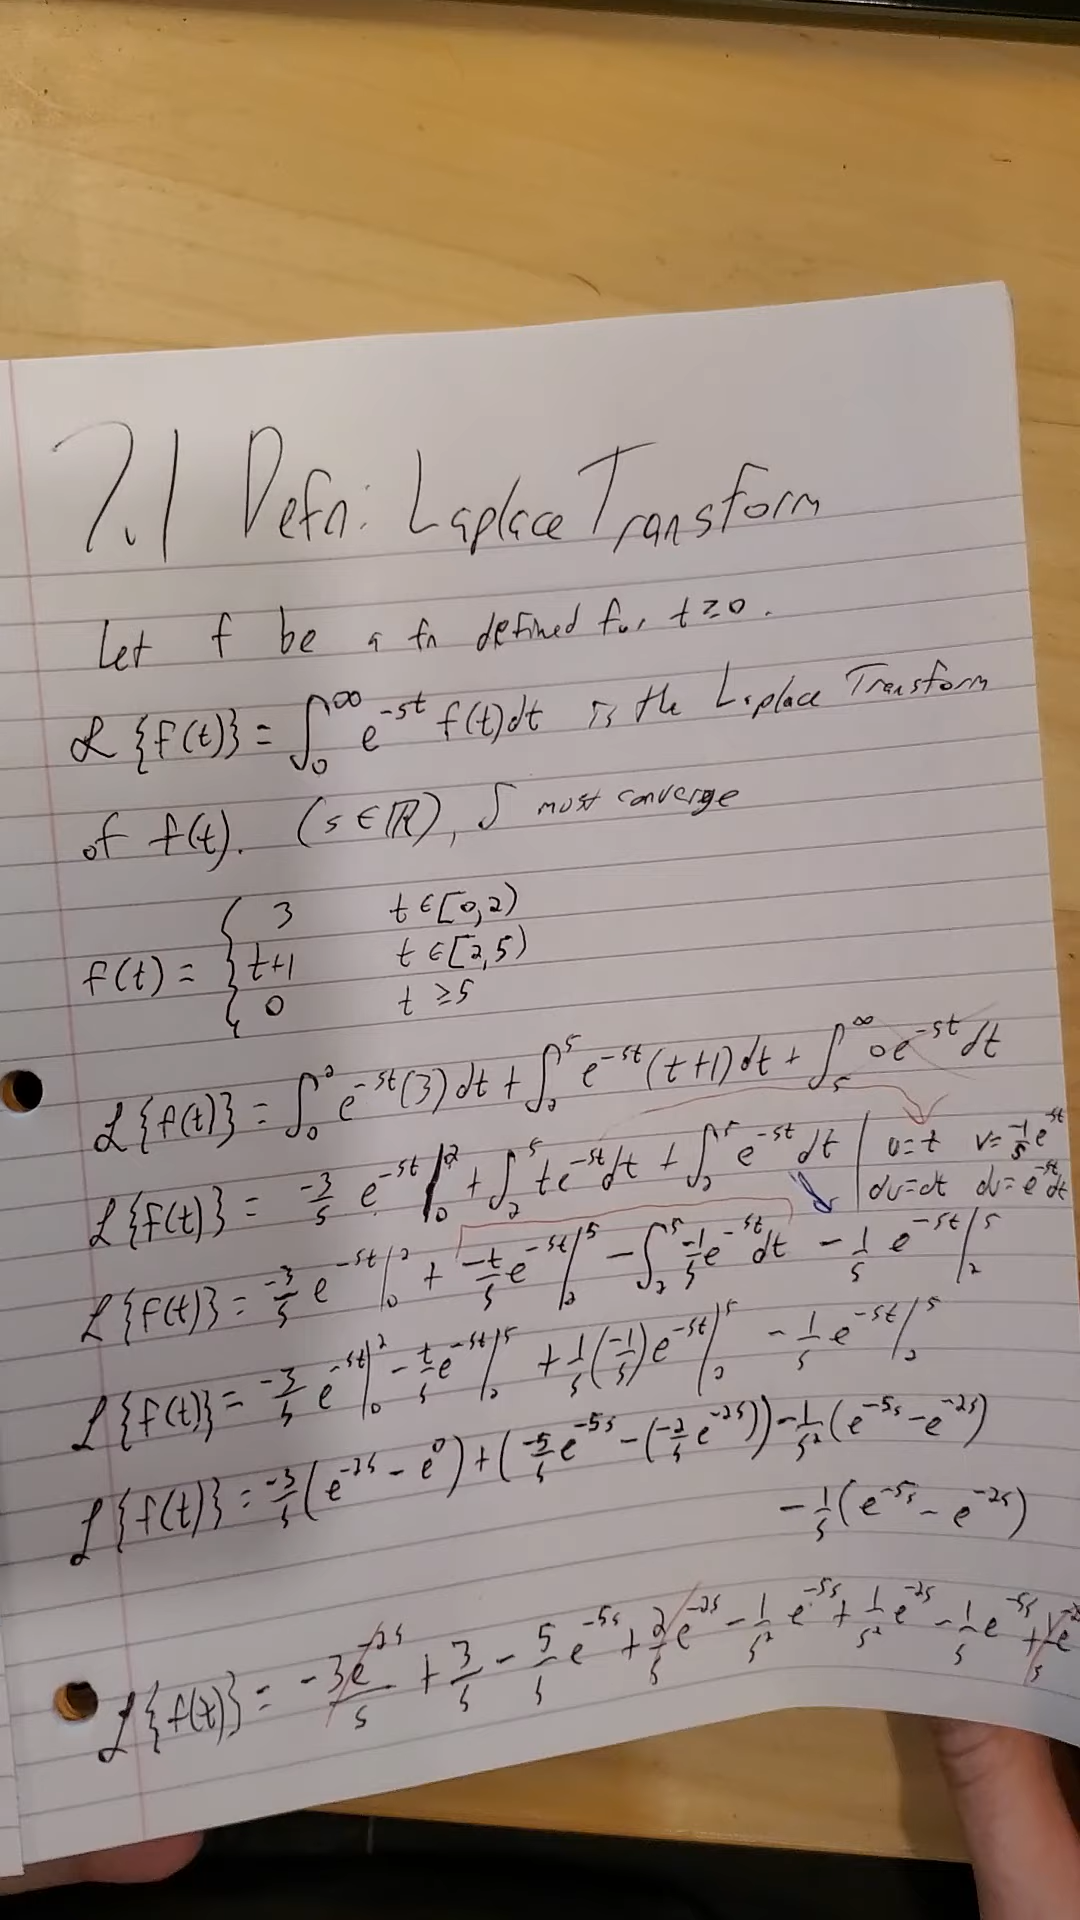 7.1 Defn: Laplace Transform
Let f be a fn defined for t ≥ 0.
ℒ{f(t)} = ∫₀^∞ e^(-st) f(t)dt is the Laplace Transform
of f(t). (s ∈ ℝ), ∫ must converge
f(t) = { 3 t ∈ [0,2)
t+1 t ∈ [2,5)
0 t ≥ 5
ℒ{f(t)} = ∫₀² e^(-st)(3)dt + ∫₂⁵ e^(-st)(t+1)dt + ∫₅^∞ 0e^(-st)dt
ℒ{f(t)} = -3/s e^(-st)|₀² + ∫₂⁵ te^(-st)dt + ∫₂⁵ e^(-st)dt | u=t v=-1/s e^(-st)
du=dt dv=e^(-st)dt
ℒ{f(t)} = -3/s e^(-st)|₀² + -t/s e^(-st)|₂⁵ - ∫₂⁵ -1/s e^(-st)dt - 1/s e^(-st)|₂⁵
ℒ{f(t)} = -3/s e^(-st)|₀² - t/s e^(-st)|₂⁵ + 1/s(-1/s)e^(-st)|₂⁵ - 1/s e^(-st)|₂⁵
ℒ{f(t)} = -3/s(e^(-2s) - e⁰) + (-5/s e^(-5s) - (-2/s e^(-2s))) - 1/s²(e^(-5s) - e^(-2s))
- 1/s(e^(-5s) - e^(-2s))
ℒ{f(t)} = -3e^(-2s)/s + 3/s - 5/s e^(-5s) + 2/s e^(-2s) - 1/s² e^(-5s) + 1/s² e^(-2s) - 1/s e^(-5s) + 1/s e^(-2